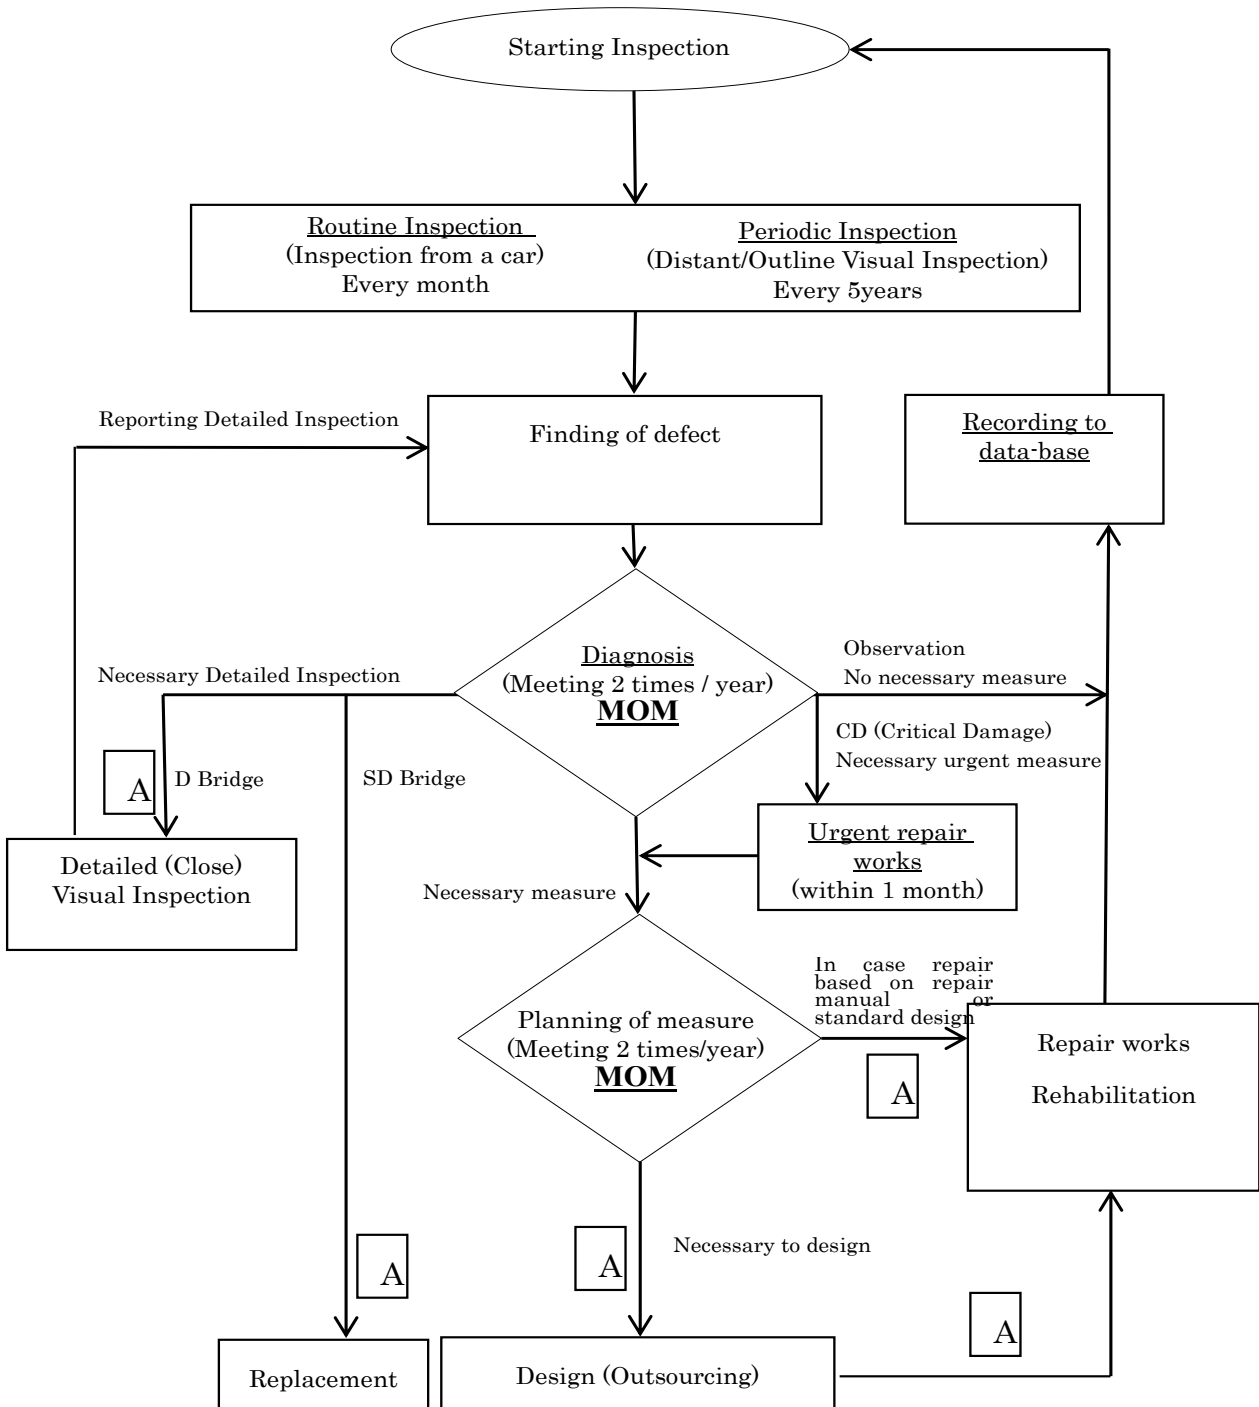 Starting Inspection
Routine Inspection
(Inspection from a car)
Every month
Periodic Inspection
(Distant/Outline Visual Inspection)
Every 5years
Reporting Detailed Inspection
Finding of defect
Recording to
data-base
Necessary Detailed Inspection
Diagnosis
(Meeting 2 times / year)
MOM
Observation
No necessary measure
CD (Critical Damage)
Necessary urgent measure
A
D Bridge
SD Bridge
Detailed (Close)
Visual Inspection
Urgent repair
works
(within 1 month)
Necessary measure
In case repair
based on repair
manual or
standard design
Planning of measure
(Meeting 2 times/year)
MOM
A
Repair works
Rehabilitation
A
A
Necessary to design
A
Replacement
Design (Outsourcing)